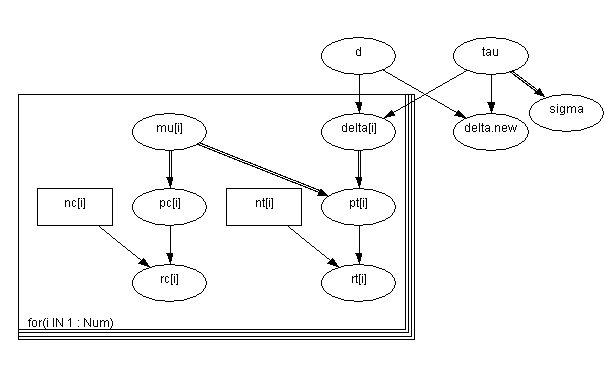 d
tau
sigma
mu[i]
delta[i]
delta.new
nc[i]
pc[i]
nt[i]
pt[i]
rc[i]
rt[i]
for(i IN 1 : Num)